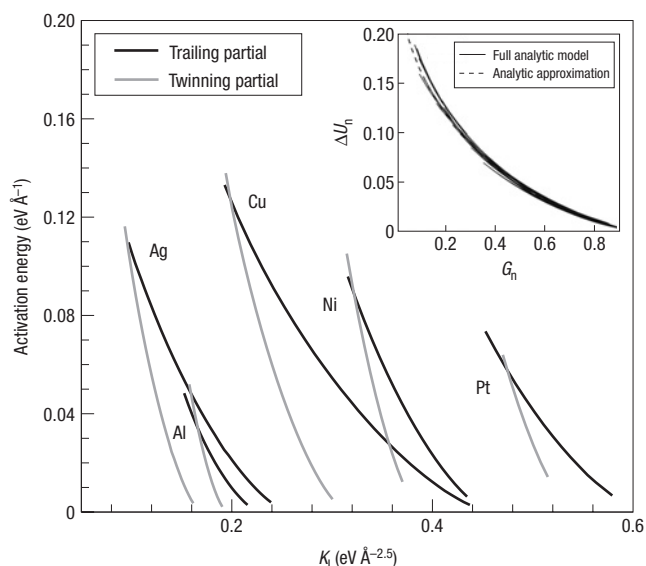 0.20
0.16
0.12
0.08
0.04
0
Activation energy (eV Å⁻¹)
Trailing partial
Twinning partial
Ag
Al
Cu
Ni
Pt
0.2
0.4
0.6
K_I (eV Å⁻²·⁵)
0.20
0.15
0.10
0.05
0
ΔU_n
Full analytic model
Analytic approximation
0.2
0.4
0.6
0.8
G_n